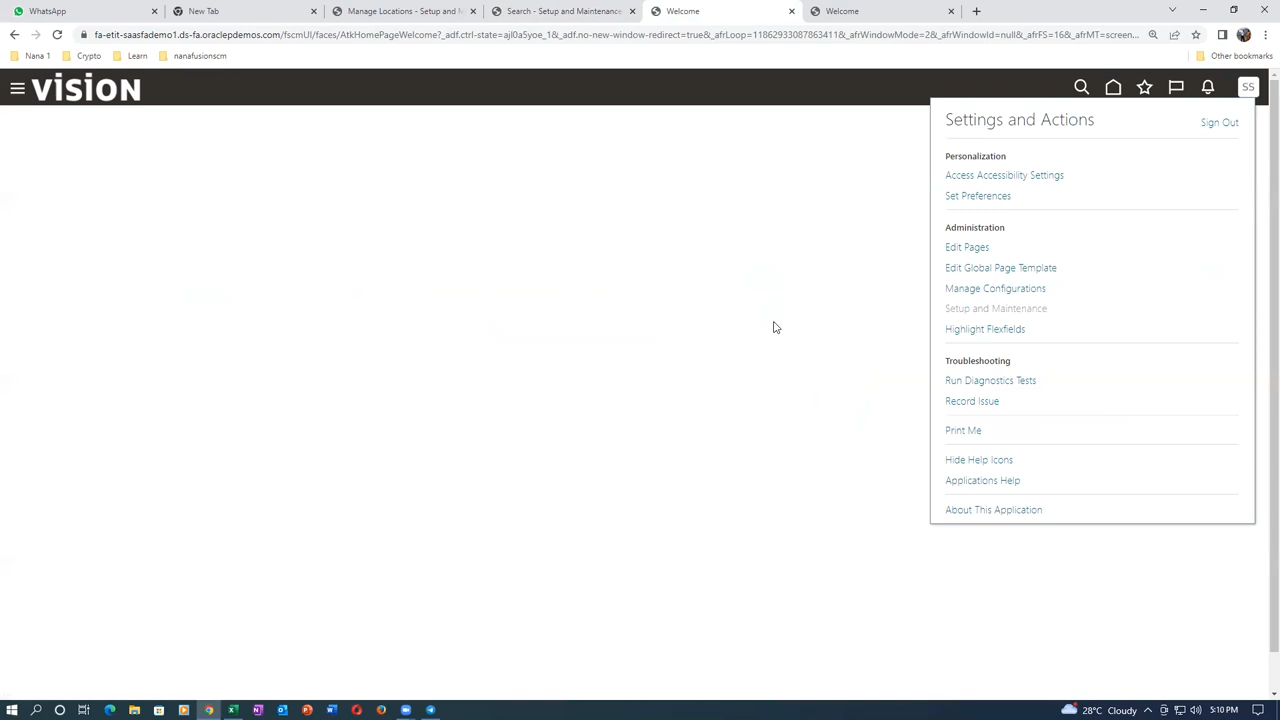 WhatsApp
New Tab
Manage Locations - Setup and M
Search - Setup and Maintenance
Welcome
Welcome
fa-etit-saasfademo1.ds-fa.oraclepdemos.com/fscmUI/faces/AtkHomePageWelcome?_adf.ctrl-state=ajl0a5yoe_1&_adf.no-new-window-redirect=true&_afrLoop=11862933087863411&_afrWindowMode=2&_afrWindowId=null&_afrFS=16&_afrMT=screen...
Nana 1
Crypto
Learn
nanafusionscm
Other bookmarks
vision
SS
Settings and Actions
Sign Out
Personalization
Access Accessibility Settings
Set Preferences
Administration
Edit Pages
Edit Global Page Template
Manage Configurations
Setup and Maintenance
Highlight Flexfields
Troubleshooting
Run Diagnostics Tests
Record Issue
Print Me
Hide Help Icons
Applications Help
About This Application
28°C Cloudy
5:10 PM